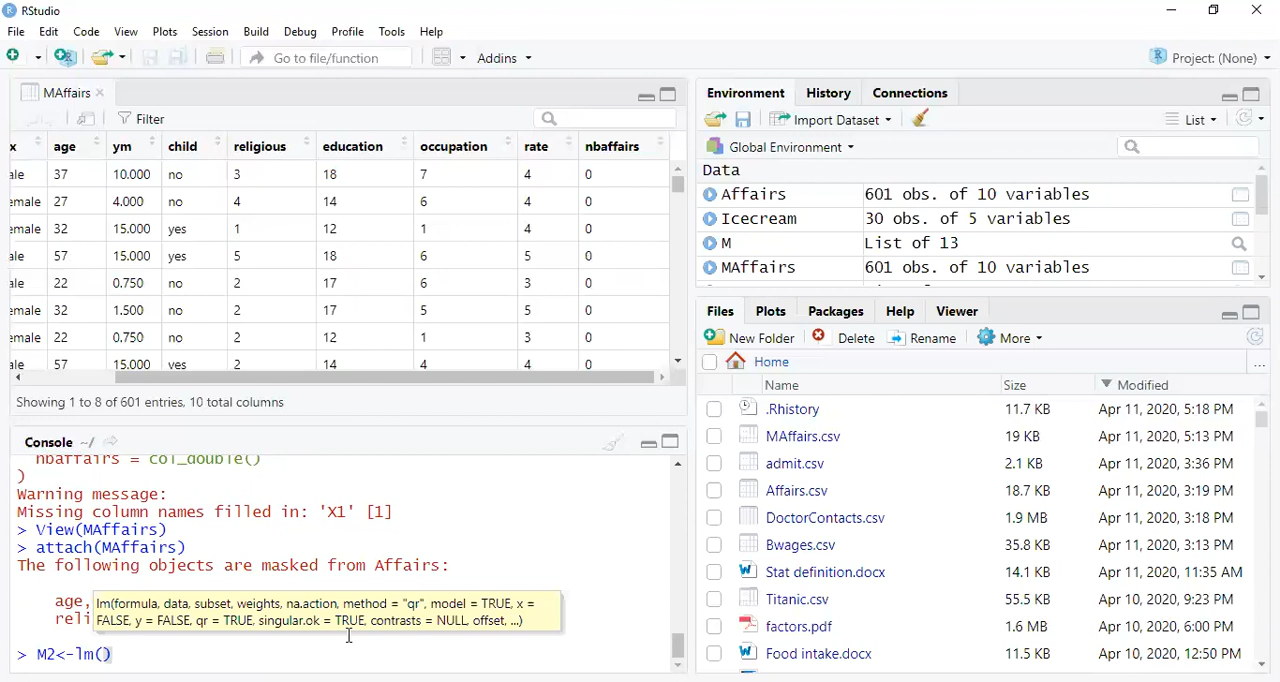 RStudio
File Edit Code View Plots Session Build Debug Profile Tools Help
Go to file/function Addins Project: (None)
MAffairs
Filter
x age ym child religious education occupation rate nbaffairs
ale 37 10.000 no 3 18 7 4 0
emale 27 4.000 no 4 14 6 4 0
emale 32 15.000 yes 1 12 1 4 0
ale 57 15.000 yes 5 18 6 5 0
ale 22 0.750 no 2 17 6 3 0
emale 32 1.500 no 2 17 5 5 0
emale 22 0.750 no 2 12 1 3 0
ale 57 15.000 yes 2 14 4 4 0
Showing 1 to 8 of 601 entries, 10 total columns
Console ~/
nbaffairs = col_double()
)
Warning message:
Missing column names filled in: 'X1' [1]
> View(MAffairs)
> attach(MAffairs)
The following objects are masked from Affairs:
age,
reli
lm(formula, data, subset, weights, na.action, method = "qr", model = TRUE, x =
FALSE, y = FALSE, qr = TRUE, singular.ok = TRUE, contrasts = NULL, offset, ...)
> M2<-lm()
Environment History Connections
Import Dataset List
Global Environment
Data
Affairs 601 obs. of 10 variables
Icecream 30 obs. of 5 variables
M List of 13
MAffairs 601 obs. of 10 variables
Files Plots Packages Help Viewer
New Folder Delete Rename More
Home ...
Name Size Modified
.Rhistory 11.7 KB Apr 11, 2020, 5:18 PM
MAffairs.csv 19 KB Apr 11, 2020, 5:13 PM
admit.csv 2.1 KB Apr 11, 2020, 3:36 PM
Affairs.csv 18.7 KB Apr 11, 2020, 3:19 PM
DoctorContacts.csv 1.9 MB Apr 11, 2020, 3:18 PM
Bwages.csv 35.8 KB Apr 11, 2020, 3:13 PM
Stat definition.docx 14.1 KB Apr 11, 2020, 11:35 AM
Titanic.csv 55.5 KB Apr 10, 2020, 9:23 PM
factors.pdf 1.6 MB Apr 10, 2020, 6:00 PM
Food intake.docx 11.5 KB Apr 10, 2020, 12:50 PM